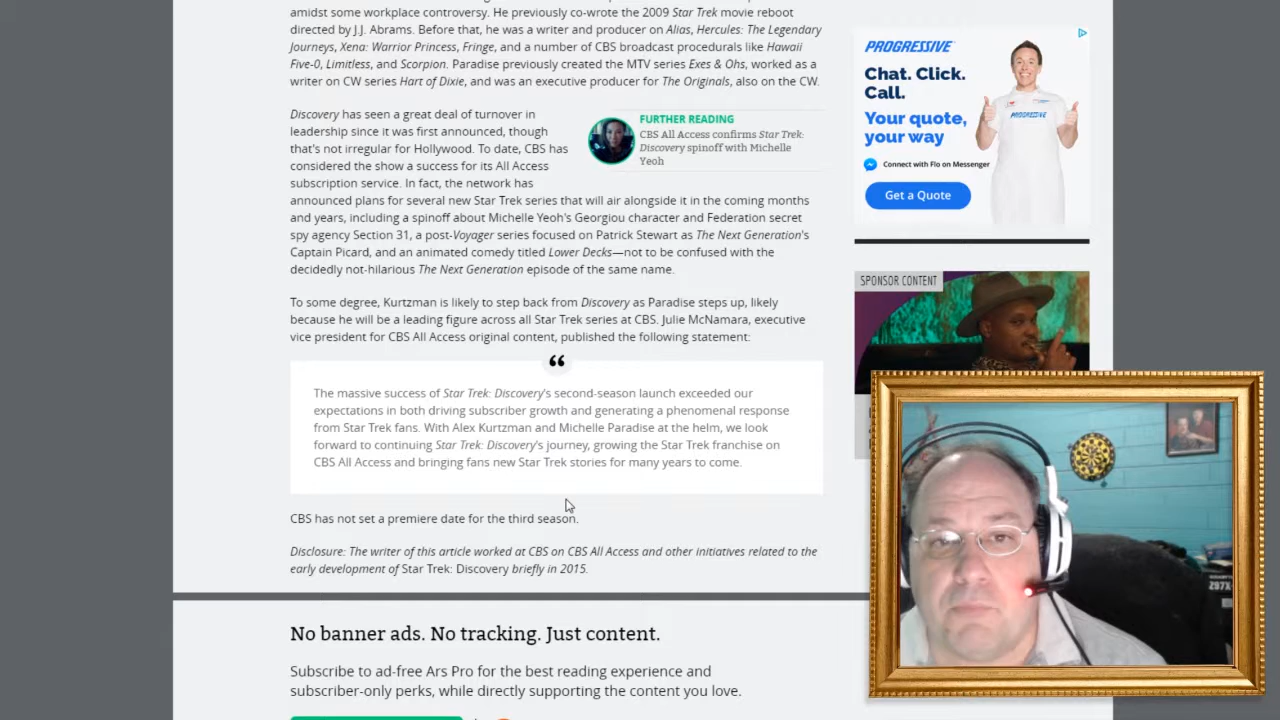 amidst some workplace controversy. He previously co-wrote the 2009 Star Trek movie reboot
directed by J.J. Abrams. Before that, he was a writer and producer on Alias, Hercules: The Legendary
Journeys, Xena: Warrior Princess, Fringe, and a number of CBS broadcast procedurals like Hawaii
Five-0, Limitless, and Scorpion. Paradise previously created the MTV series Exes & Ohs, worked as a
writer on CW series Hart of Dixie, and was an executive producer for The Originals, also on the CW.
Discovery has seen a great deal of turnover in
leadership since it was first announced, though
that's not irregular for Hollywood. To date, CBS has
considered the show a success for its All Access
subscription service. In fact, the network has
announced plans for several new Star Trek series that will air alongside it in the coming months
and years, including a spinoff about Michelle Yeoh's Georgiou character and Federation secret
spy agency Section 31, a post-Voyager series focused on Patrick Stewart as The Next Generation's
Captain Picard, and an animated comedy titled Lower Decks—not to be confused with the
decidedly not-hilarious The Next Generation episode of the same name.
FURTHER READING
CBS All Access confirms Star Trek:
Discovery spinoff with Michelle
Yeoh
To some degree, Kurtzman is likely to step back from Discovery as Paradise steps up, likely
because he will be a leading figure across all Star Trek series at CBS. Julie McNamara, executive
vice president for CBS All Access original content, published the following statement:
“
The massive success of Star Trek: Discovery's second-season launch exceeded our
expectations in both driving subscriber growth and generating a phenomenal response
from Star Trek fans. With Alex Kurtzman and Michelle Paradise at the helm, we look
forward to continuing Star Trek: Discovery's journey, growing the Star Trek franchise on
CBS All Access and bringing fans new Star Trek stories for many years to come.
CBS has not set a premiere date for the third season.
Disclosure: The writer of this article worked at CBS on CBS All Access and other initiatives related to the
early development of Star Trek: Discovery briefly in 2015.
No banner ads. No tracking. Just content.
Subscribe to ad-free Ars Pro for the best reading experience and
subscriber-only perks, while directly supporting the content you love.
PROGRESSIVE
Chat. Click.
Call.
Your quote,
your way
Connect with Flo on Messenger
Get a Quote
PROGRESSIVE
SPONSOR CONTENT
Z97X